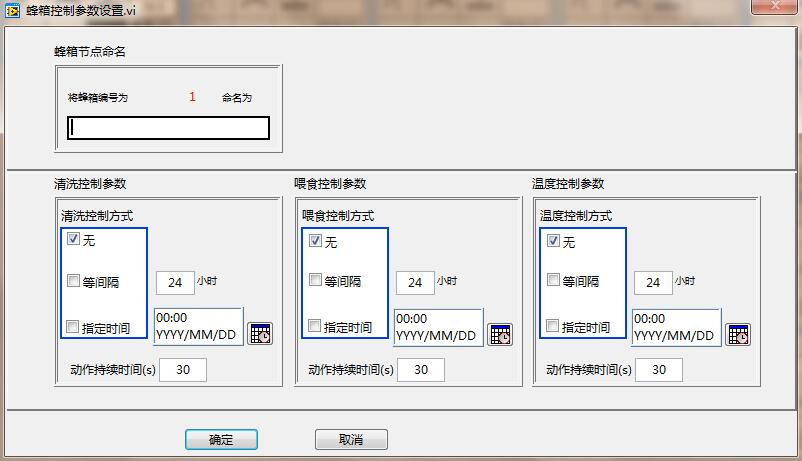 蜂箱控制参数设置.vi
蜂箱节点命名
将蜂箱编号为 1 命名为
清洗控制参数 喂食控制参数 温度控制参数
清洗控制方式 喂食控制方式 温度控制方式
无 无 无
等间隔 24 小时 等间隔 24 小时 等间隔 24 小时
00:00 00:00 00:00
指定时间 YYYY/MM/DD 指定时间 YYYY/MM/DD 指定时间 YYYY/MM/DD
动作持续时间(s) 30 动作持续时间(s) 30 动作持续时间(s) 30
确定 取消